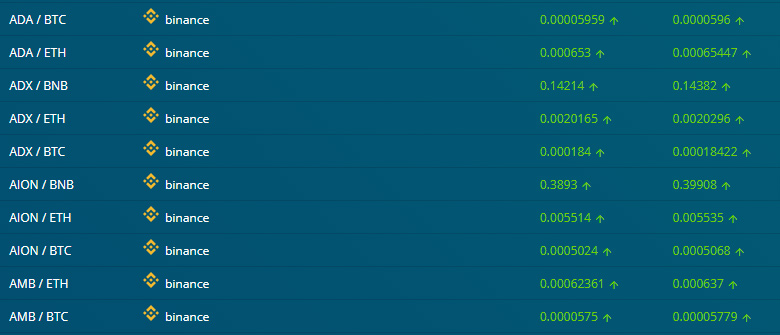 ADA / BTC binance 0.00005959 ↑ 0.0000596 ↑
ADA / ETH binance 0.000653 ↑ 0.00065447 ↑
ADX / BNB binance 0.14214 ↑ 0.14382 ↑
ADX / ETH binance 0.0020165 ↑ 0.0020296 ↑
ADX / BTC binance 0.000184 ↑ 0.00018422 ↑
AION / BNB binance 0.3893 ↑ 0.39908 ↑
AION / ETH binance 0.005514 ↑ 0.005535 ↑
AION / BTC binance 0.0005024 ↑ 0.0005068 ↑
AMB / ETH binance 0.00062361 ↑ 0.000637 ↑
AMB / BTC binance 0.0000575 ↑ 0.00005779 ↑